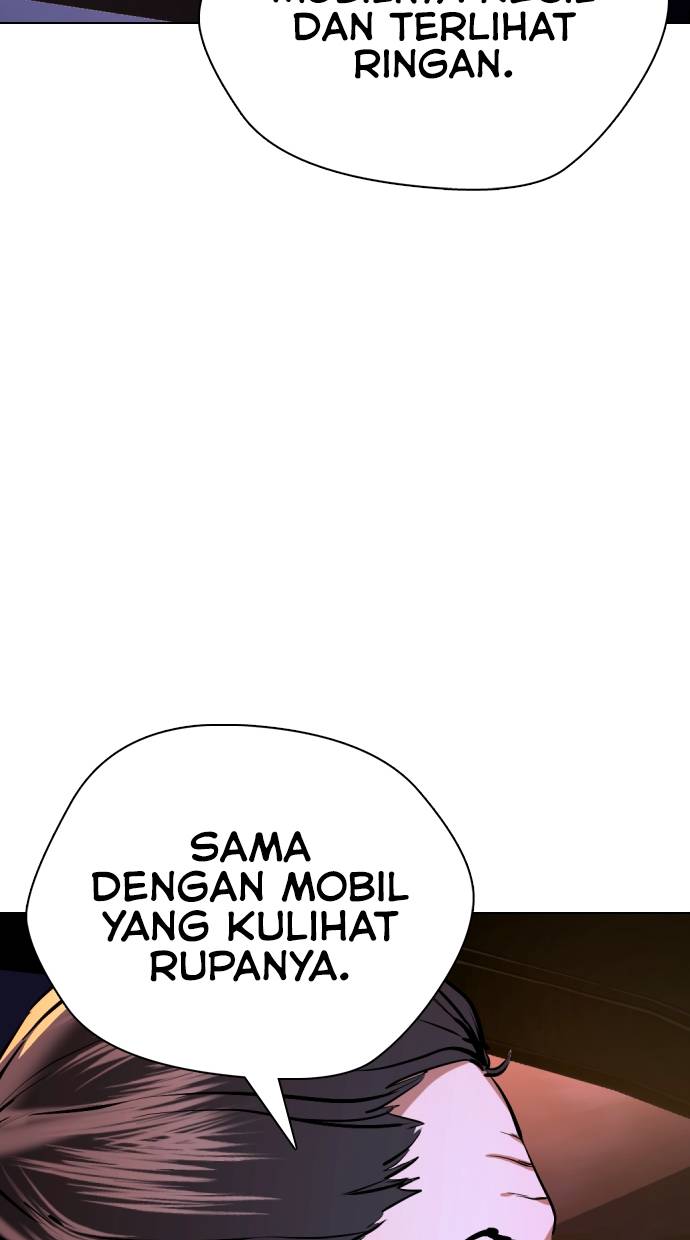 DAN TERLIHAT
RINGAN.
SAMA
DENGAN MOBIL
YANG KULIHAT
RUPANYA.